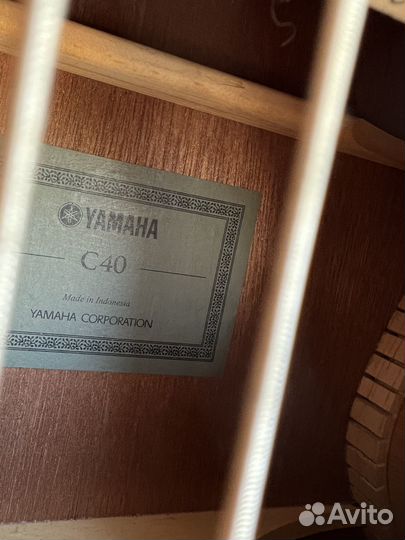 YAMAHA
C40
Made in Indonesia
YAMAHA CORPORATION
Avito